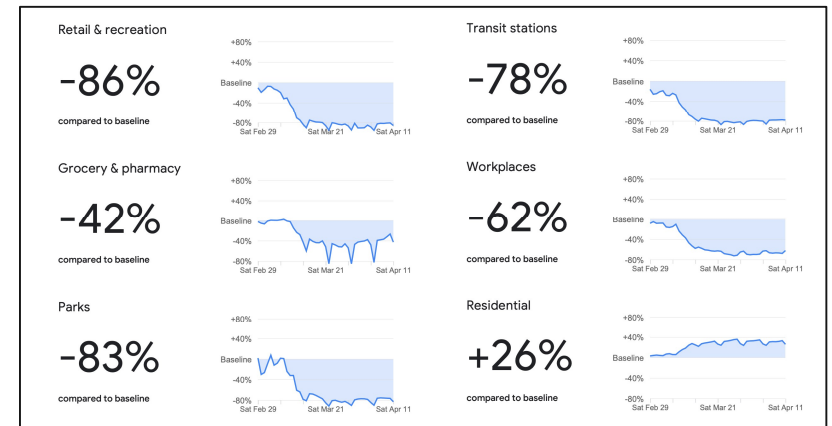 Retail & recreation
-86%
compared to baseline
+80%
+40%
Baseline
-40%
-80%
Sat Feb 29
Sat Mar 21
Sat Apr 11
Transit stations
-78%
compared to baseline
+80%
+40%
Baseline
-40%
-80%
Sat Feb 29
Sat Mar 21
Sat Apr 11
Grocery & pharmacy
-42%
compared to baseline
+80%
+40%
Baseline
-40%
-80%
Sat Feb 29
Sat Mar 21
Sat Apr 11
Workplaces
-62%
compared to baseline
+80%
+40%
Baseline
-40%
-80%
Sat Feb 29
Sat Mar 21
Sat Apr 11
Parks
-83%
compared to baseline
+80%
+40%
Baseline
-40%
-80%
Sat Feb 29
Sat Mar 21
Sat Apr 11
Residential
+26%
compared to baseline
+80%
+40%
Baseline
-40%
-80%
Sat Feb 29
Sat Mar 21
Sat Apr 11